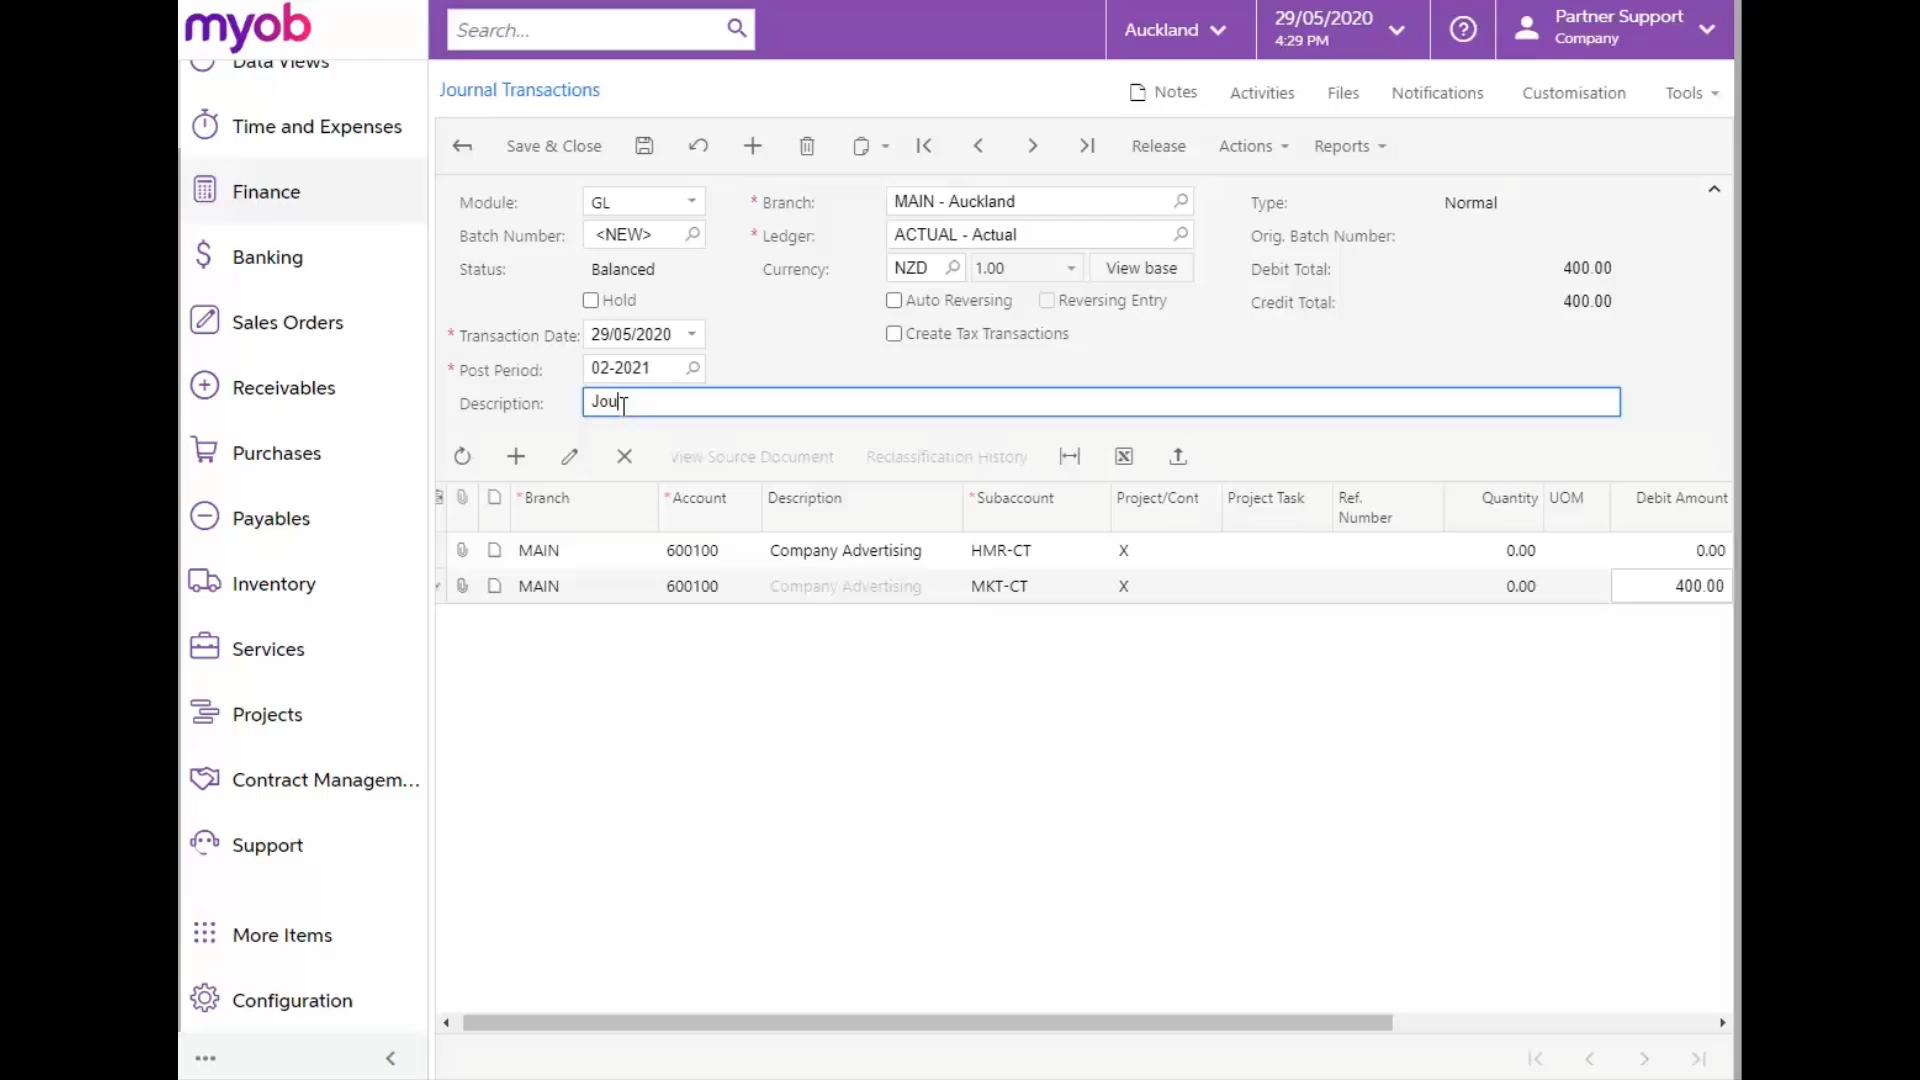 myob
Search...
Auckland
29/05/2020
4:29 PM
Partner Support
Company
Data Views
Time and Expenses
Finance
Banking
Sales Orders
Receivables
Purchases
Payables
Inventory
Services
Projects
Contract Managem...
Support
More Items
Configuration
Journal Transactions
Notes
Activities
Files
Notifications
Customisation
Tools
Save & Close
Release
Actions
Reports
Module: GL
Batch Number: <NEW>
Status: Balanced
Hold
* Transaction Date: 29/05/2020
* Post Period: 02-2021
Description: Jou
* Branch: MAIN - Auckland
* Ledger: ACTUAL - Actual
Currency: NZD 1.00 View base
Auto Reversing Reversing Entry
Create Tax Transactions
Type: Normal
Orig. Batch Number:
Debit Total: 400.00
Credit Total: 400.00
View Source Document Reclassification History
* Branch * Account Description * Subaccount Project/Cont Project Task Ref. Number Quantity UOM Debit Amount
MAIN 600100 Company Advertising HMR-CT X 0.00 0.00
MAIN 600100 Company Advertising MKT-CT X 0.00 400.00